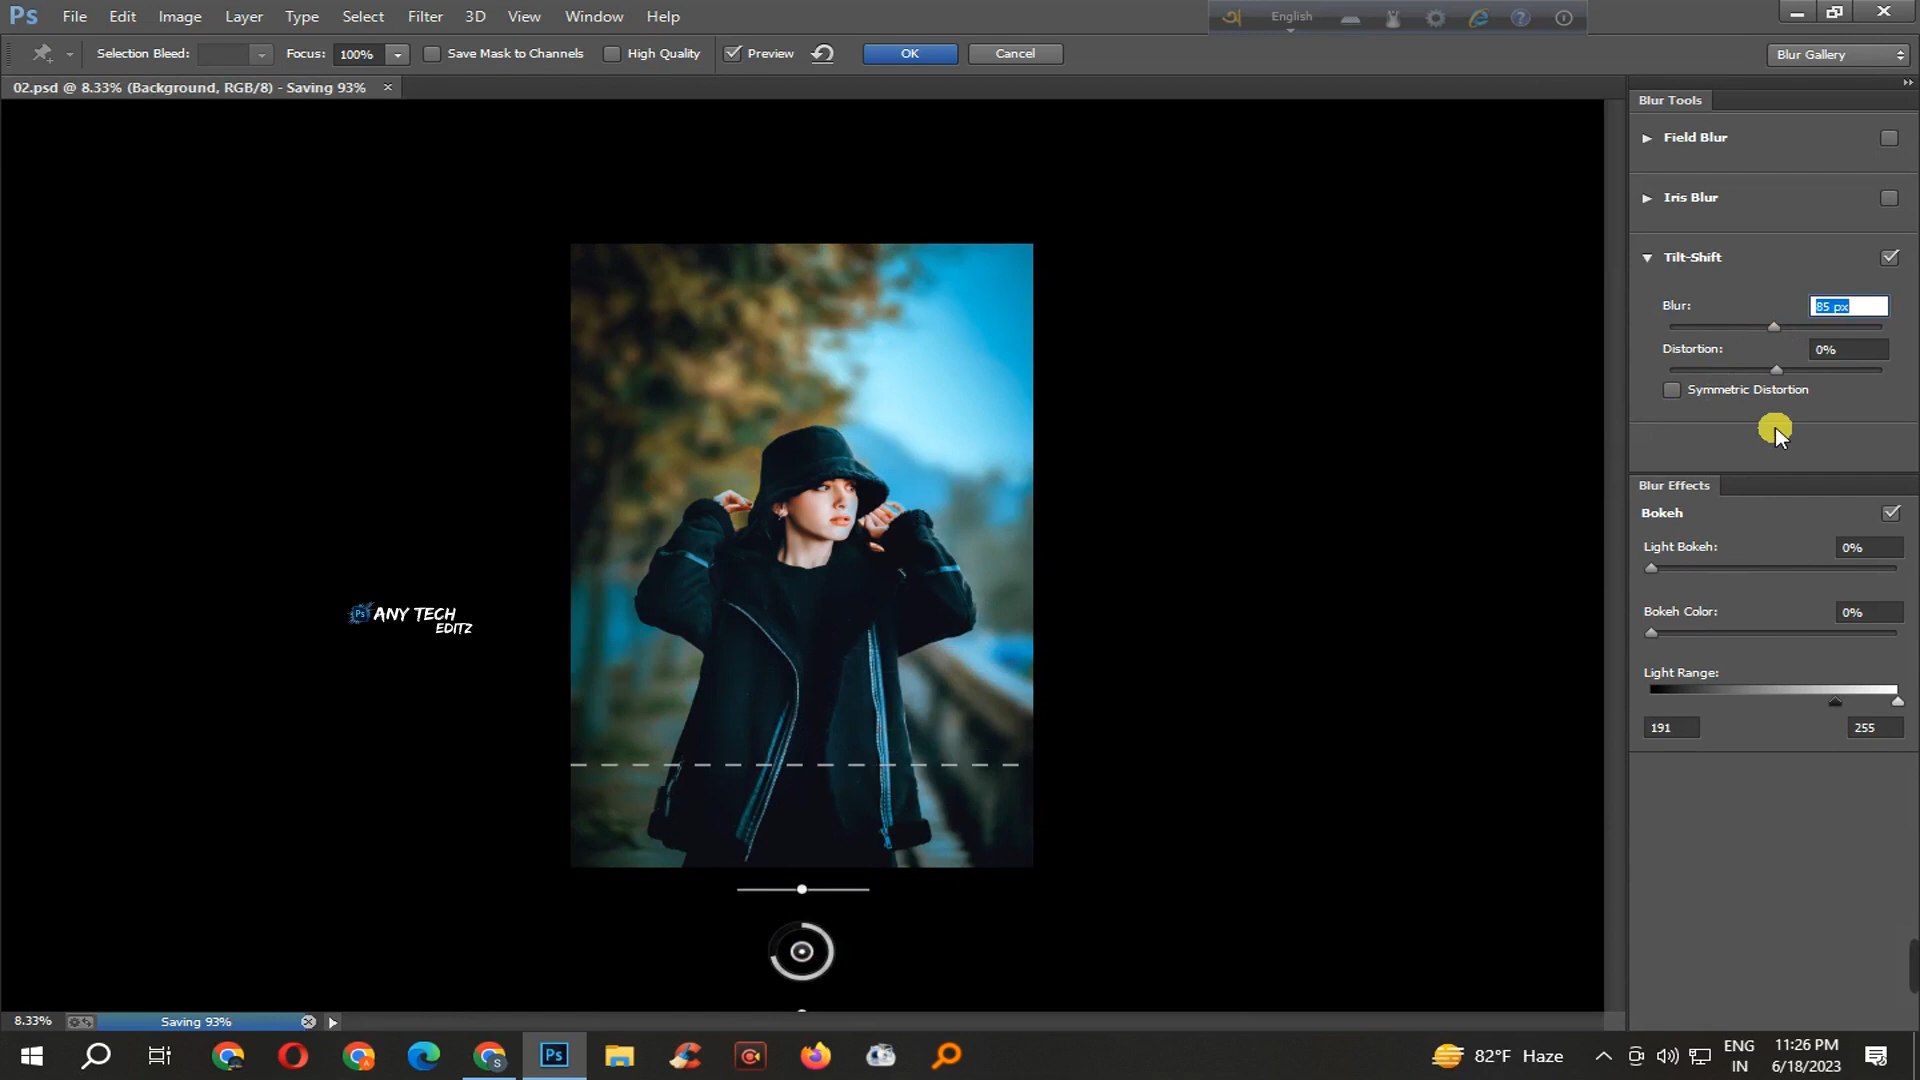 Ps File Edit Image Layer Type Select Filter 3D View Window Help
অ English
Selection Bleed: Focus: 100% Save Mask to Channels High Quality Preview OK Cancel Blur Gallery
02.psd @ 8.33% (Background, RGB/8) - Saving 93% ×
Blur Tools
Field Blur
Iris Blur
Tilt-Shift
Blur: 85 px
Distortion: 0%
Symmetric Distortion
Blur Effects
Bokeh
Light Bokeh: 0%
Bokeh Color: 0%
Light Range:
191 255
Ps ANY TECH
EDITZ
8.33% Saving 93%
Ps 82°F Haze
ENG 11:26 PM
IN 6/18/2023